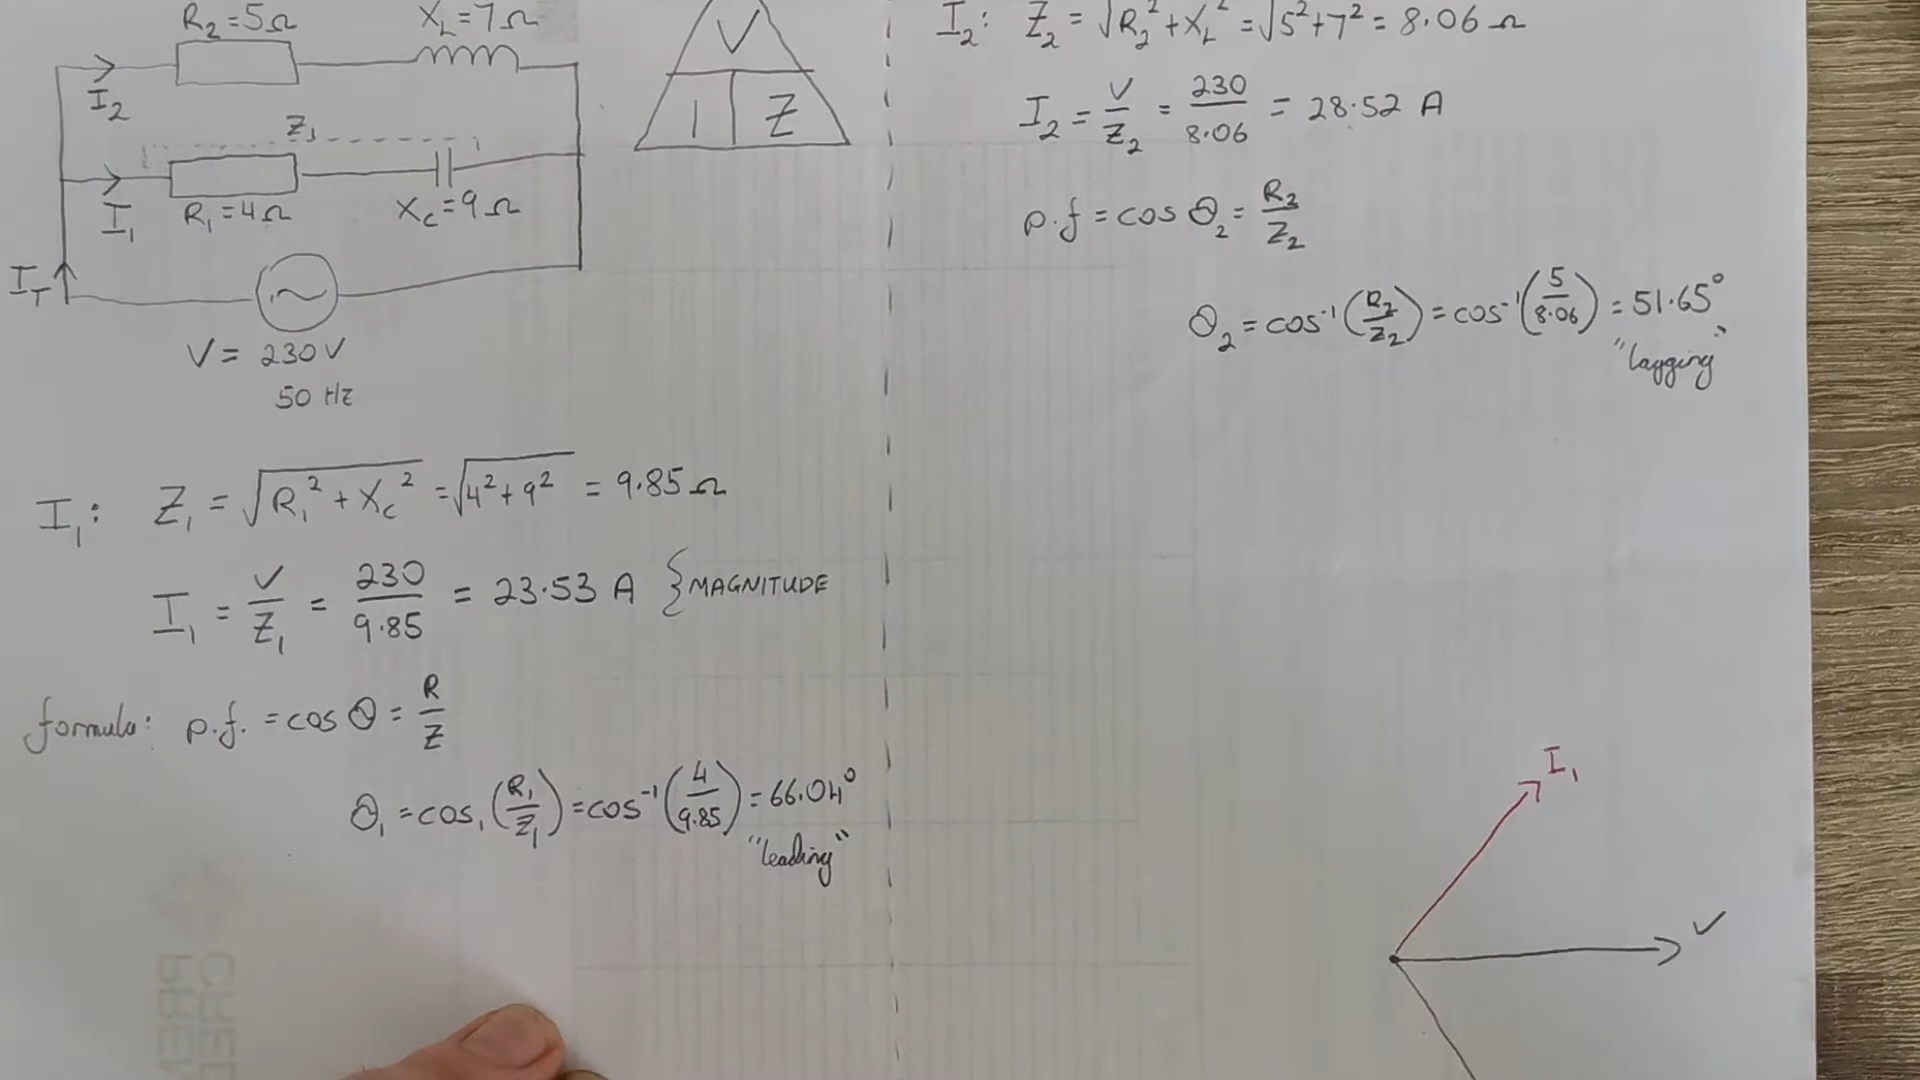 R₂=5Ω X_L=7Ω
I₂
Z₁
I₁ R₁=4Ω X_C=9Ω
I_T
V = 230V
50 Hz
V
I Z
I₁: Z₁ = √(R₁² + X_C²) = √(4²+9²) = 9.85Ω
I₁ = V/Z₁ = 230/9.85 = 23.53 A { MAGNITUDE
formula: p.f. = cos θ = R/Z
θ₁ = cos₁ (R₁/Z₁) = cos⁻¹ (4/9.85) = 66.04°
"leading"
I₂: Z₂ = √(R₂²+X_L²) = √(5²+7²) = 8.06 Ω
I₂ = V/Z₂ = 230/8.06 = 28.52 A
p.f = cos θ₂ = R₂/Z₂
θ₂ = cos⁻¹ (R₂/Z₂) = cos⁻¹ (5/8.06) = 51.65°
"lagging"
I₁
V